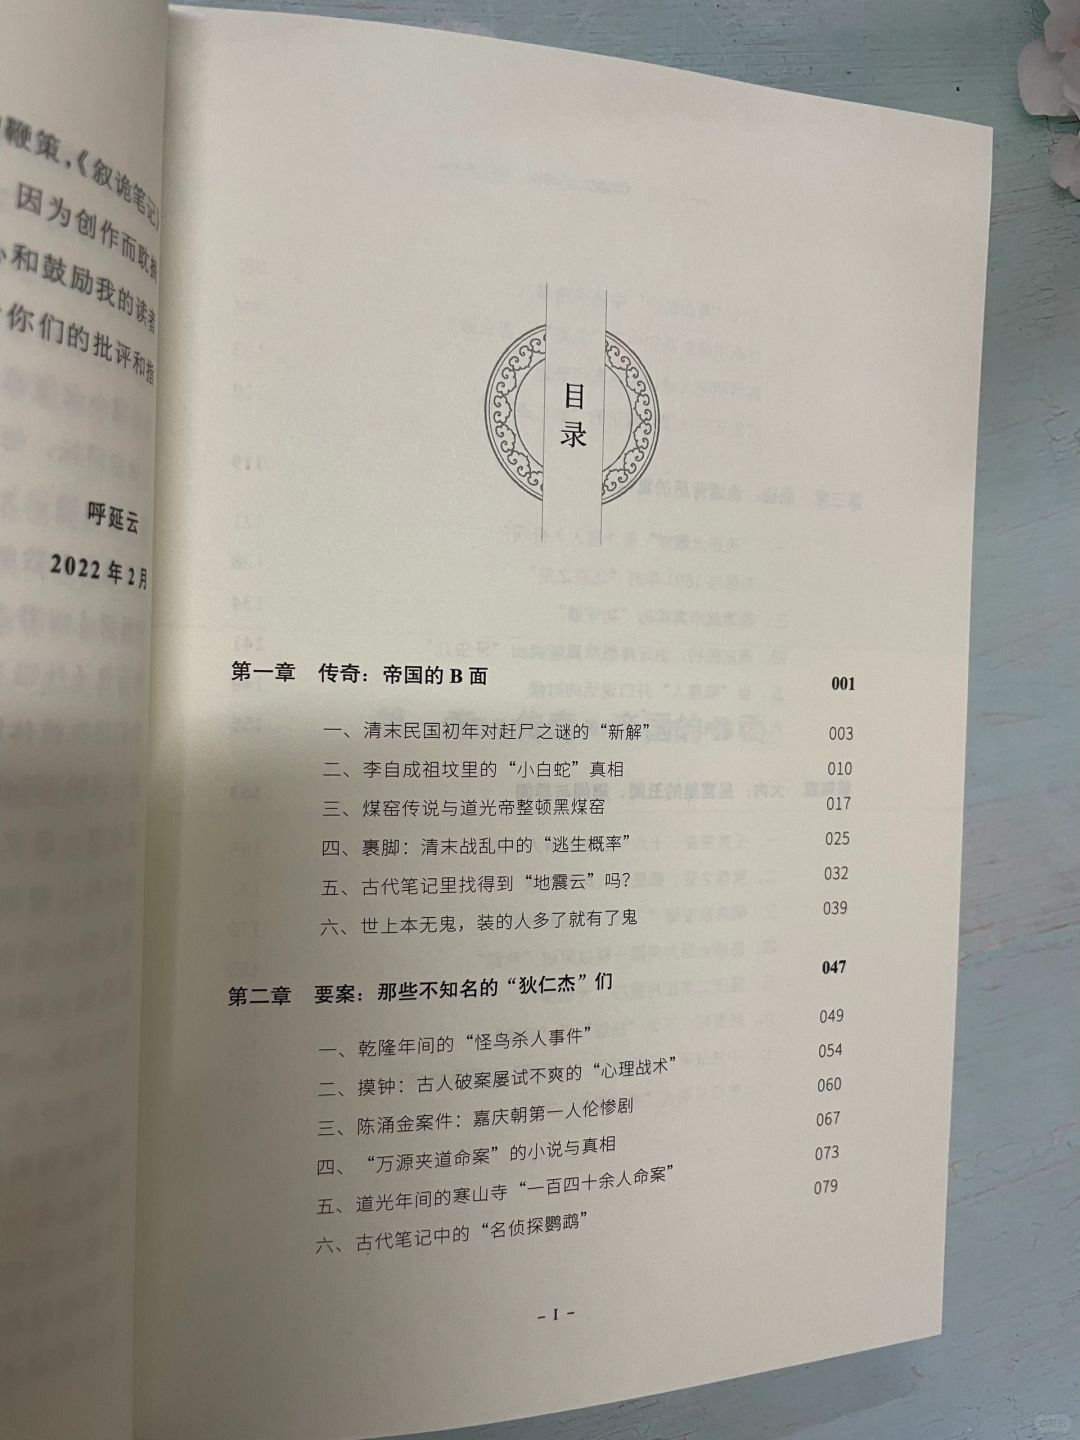 鞭策，《叙诡笔记》
因为创作而耽
和鼓励我的读者
你们的批评和指
呼延云
2022年2月
目录
第一章 传奇：帝国的B面 001
一、清末民国初年对赶尸之谜的“新解” 003
二、李自成祖坟里的“小白蛇”真相 010
三、煤窑传说与道光帝整顿黑煤窑 017
四、裹脚：清末战乱中的“逃生概率” 025
五、古代笔记里找得到“地震云”吗？ 032
六、世上本无鬼，装的人多了就有了鬼 039
第二章 要案：那些不知名的“狄仁杰”们 047
一、乾隆年间的“怪鸟杀人事件” 049
二、摸钟：古人破案屡试不爽的“心理战术” 054
三、陈涌金案件：嘉庆朝第一人伦惨剧 060
四、“万源夹道命案”的小说与真相 067
五、道光年间的寒山寺“一百四十余人命案” 073
六、古代笔记中的“名侦探鹦鹉” 079
- I -